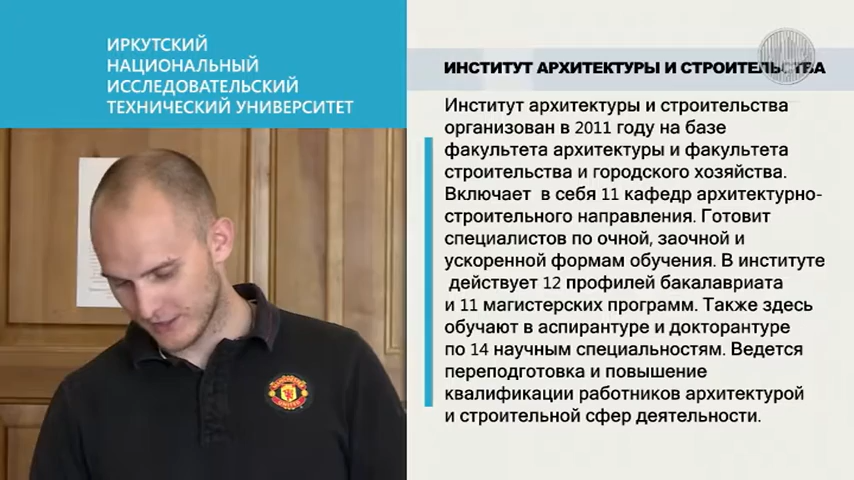 ИРКУТСКИЙ
НАЦИОНАЛЬНЫЙ
ИССЛЕДОВАТЕЛЬСКИЙ
ТЕХНИЧЕСКИЙ УНИВЕРСИТЕТ
ИНСТИТУТ АРХИТЕКТУРЫ И СТРОИТЕЛЬСТВА
Институт архитектуры и строительства
организован в 2011 году на базе
факультета архитектуры и факультета
строительства и городского хозяйства.
Включает в себя 11 кафедр архитектурно-
строительного направления. Готовит
специалистов по очной, заочной и
ускоренной формам обучения. В институте
действует 12 профилей бакалавриата
и 11 магистерских программ. Также здесь
обучают в аспирантуре и докторантуре
по 14 научным специальностям. Ведется
переподготовка и повышение
квалификации работников архитектурой
и строительной сфер деятельности.
MANCHESTER
UNITED